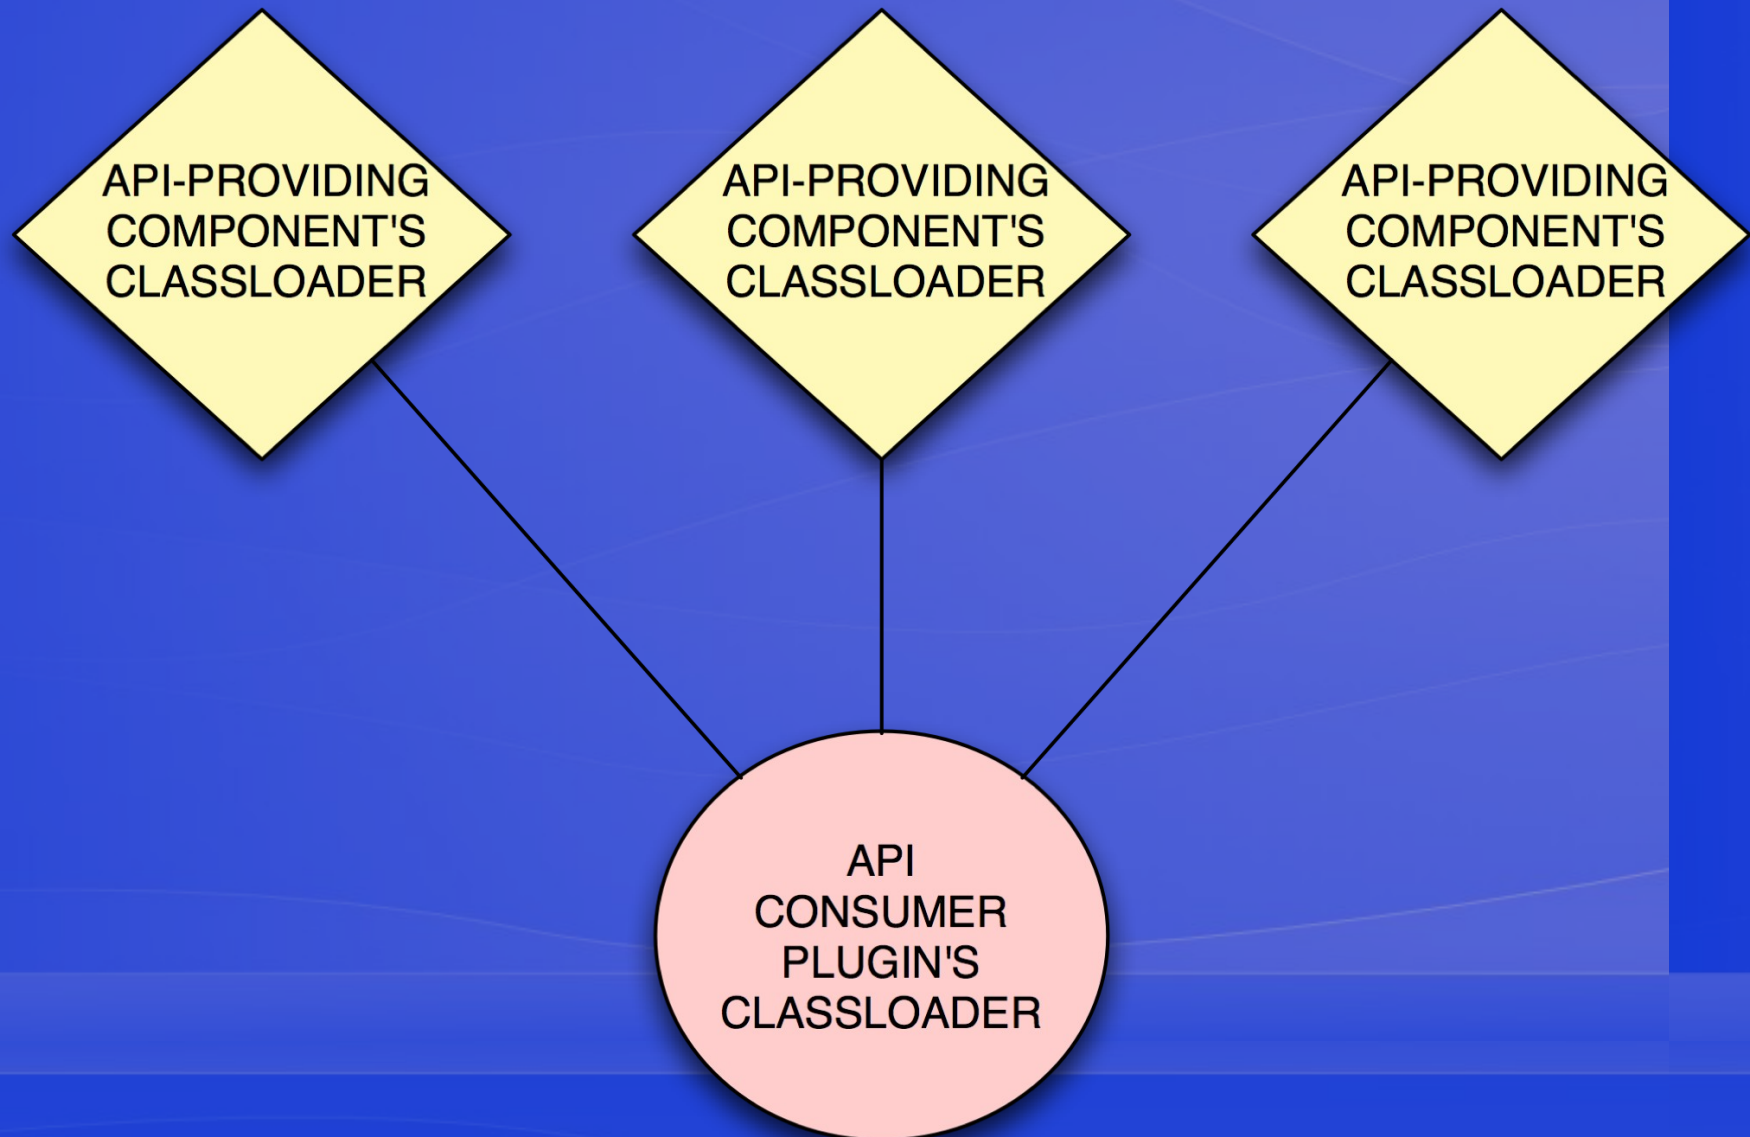 API-PROVIDING
COMPONENT'S
CLASSLOADER
API-PROVIDING
COMPONENT'S
CLASSLOADER
API-PROVIDING
COMPONENT'S
CLASSLOADER
API
CONSUMER
PLUGIN'S
CLASSLOADER